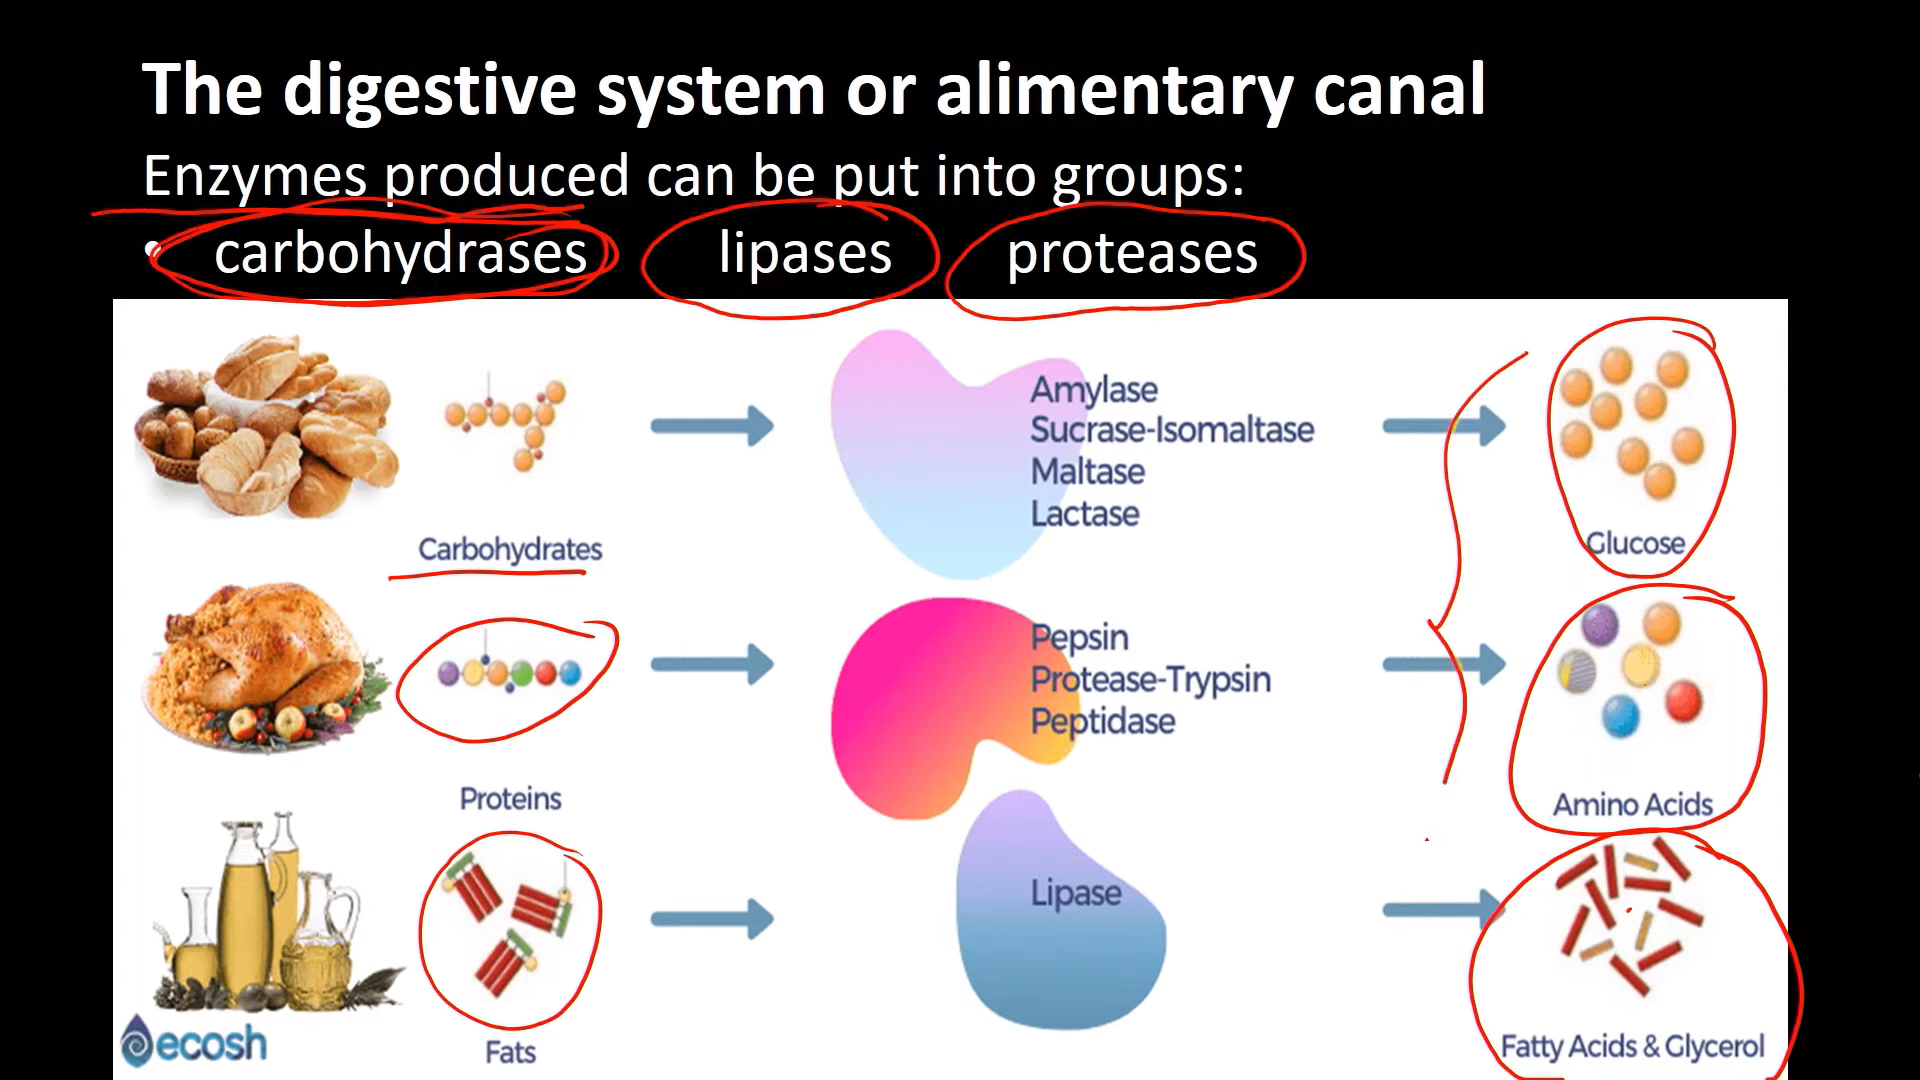 The digestive system or alimentary canal
Enzymes produced can be put into groups:
• carbohydrases lipases proteases
Amylase
Sucrase-Isomaltase
Maltase
Lactase
Glucose
Carbohydrates
Pepsin
Protease-Trypsin
Peptidase
Proteins
Amino Acids
Lipase
ecosh
Fats
Fatty Acids & Glycerol